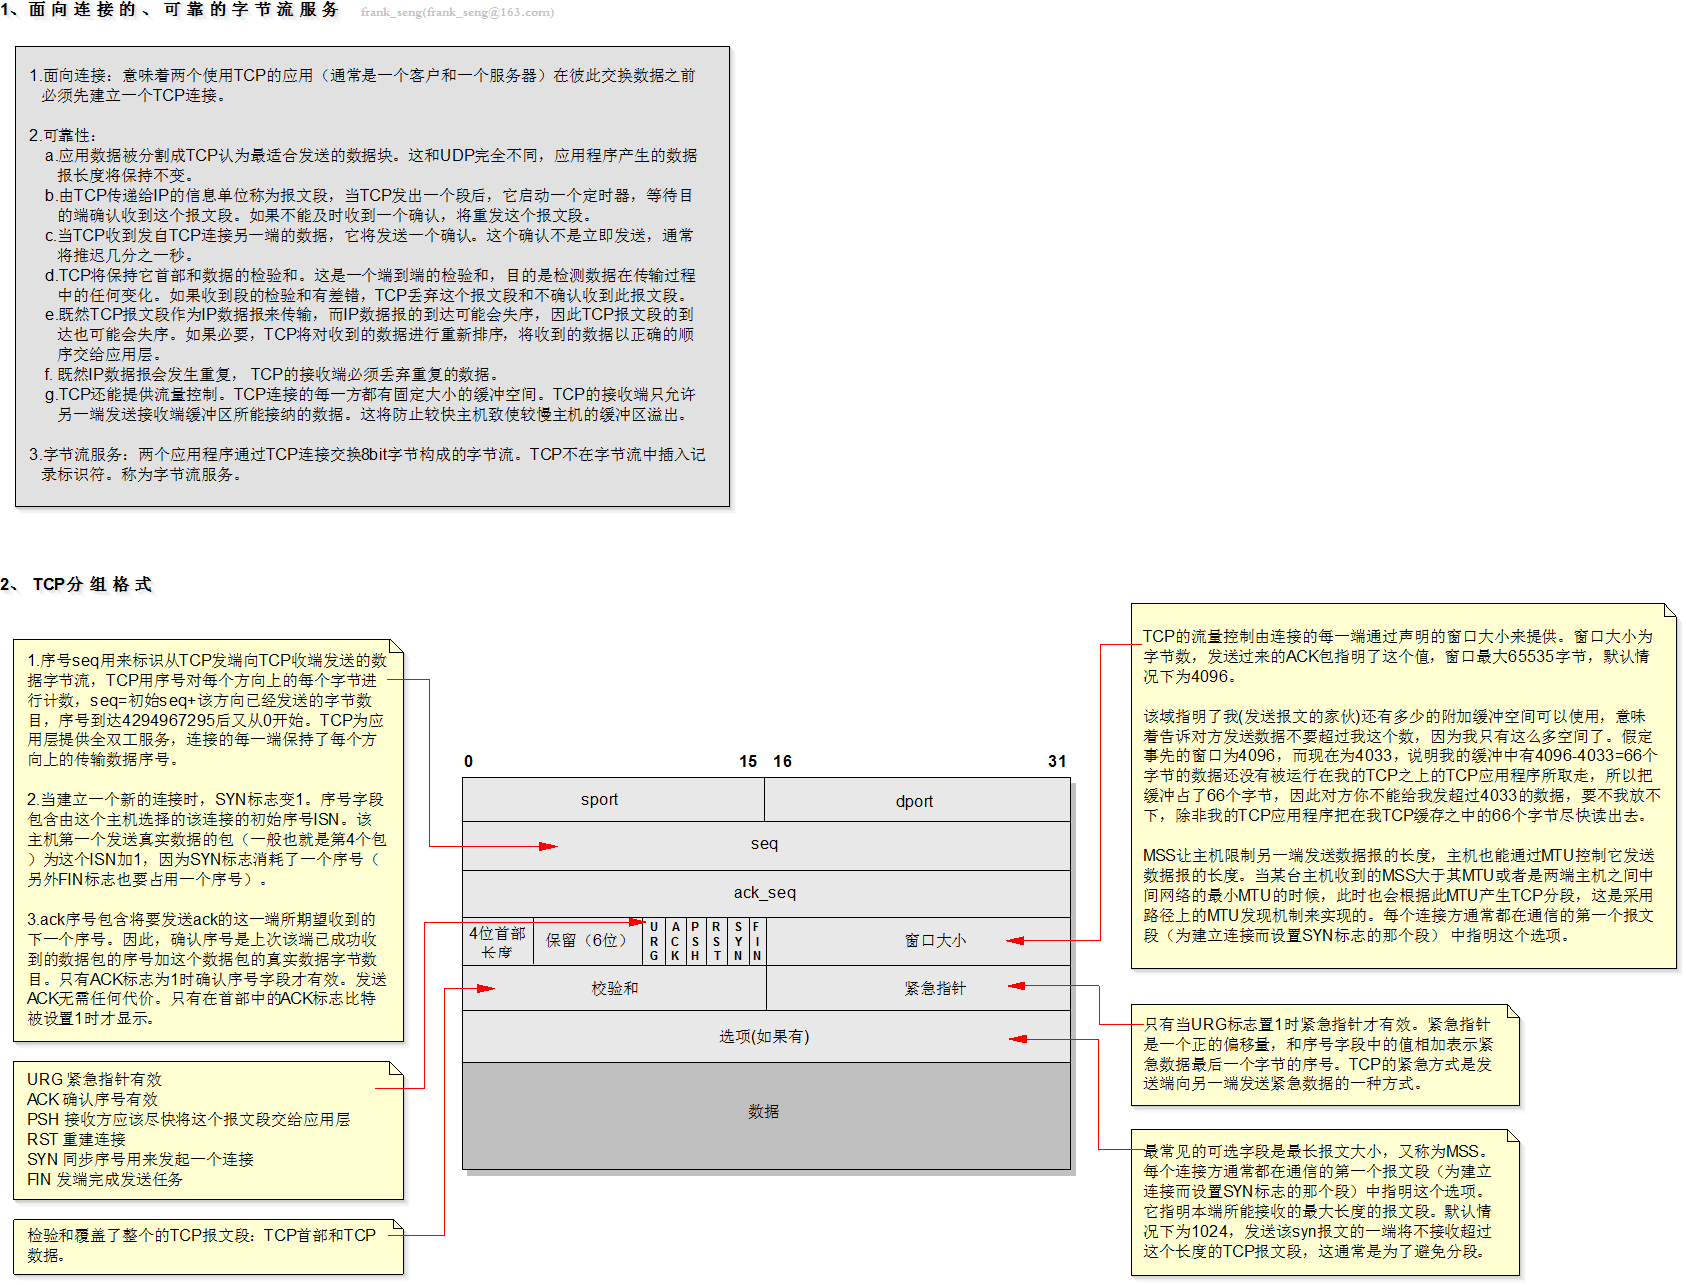 1、面向连接的、可靠的字节流服务 frank_seng(frank_seng@163.com)
1.面向连接：意味着两个使用TCP的应用（通常是一个客户和一个服务器）在彼此交换数据之前
必须先建立一个TCP连接。
2.可靠性：
a.应用数据被分割成TCP认为最适合发送的数据块。这和UDP完全不同，应用程序产生的数据
报长度将保持不变。
b.由TCP传递给IP的信息单位称为报文段，当TCP发出一个段后，它启动一个定时器，等待目
的端确认收到这个报文段。如果不能及时收到一个确认，将重发这个报文段。
c.当TCP收到发自TCP连接另一端的数据，它将发送一个确认。这个确认不是立即发送，通常
将推迟几分之一秒。
d.TCP将保持它首部和数据的检验和。这是一个端到端的检验和，目的是检测数据在传输过程
中的任何变化。如果收到段的检验和有差错，TCP丢弃这个报文段和不确认收到此报文段。
e.既然TCP报文段作为IP数据报来传输，而IP数据报的到达可能会失序，因此TCP报文段的到
达也可能会失序。如果必要，TCP将对收到的数据进行重新排序，将收到的数据以正确的顺
序交给应用层。
f. 既然IP数据报会发生重复， TCP的接收端必须丢弃重复的数据。
g.TCP还能提供流量控制。TCP连接的每一方都有固定大小的缓冲空间。TCP的接收端只允许
另一端发送接收端缓冲区所能接纳的数据。这将防止较快主机致使较慢主机的缓冲区溢出。
3.字节流服务：两个应用程序通过TCP连接交换8bit字节构成的字节流。TCP不在字节流中插入记
录标识符。称为字节流服务。
2、 TCP分组格式
1.序号seq用来标识从TCP发端向TCP收端发送的数
据字节流，TCP用序号对每个方向上的每个字节进
行计数，seq=初始seq+该方向已经发送的字节数
目，序号到达4294967295后又从0开始。TCP为应
用层提供全双工服务，连接的每一端保持了每个方
向上的传输数据序号。
2.当建立一个新的连接时，SYN标志变1。序号字段
包含由这个主机选择的该连接的初始序号ISN。该
主机第一个发送真实数据的包（一般也就是第4个包
）为这个ISN加1，因为SYN标志消耗了一个序号（
另外FIN标志也要占用一个序号）。
3.ack序号包含将要发送ack的这一端所期望收到的
下一个序号。因此，确认序号是上次该端已成功收
到的数据包的序号加这个数据包的真实数据字节数
目。只有ACK标志为1时确认序号字段才有效。发送
ACK无需任何代价。只有在首部中的ACK标志比特
被设置1时才显示。
URG 紧急指针有效
ACK 确认序号有效
PSH 接收方应该尽快将这个报文段交给应用层
RST 重建连接
SYN 同步序号用来发起一个连接
FIN 发端完成发送任务
检验和覆盖了整个的TCP报文段：TCP首部和TCP
数据。
0 15 16 31
sport dport
seq
ack_seq
4位首部
长度
保留（6位）
URG
ACK
PSH
RST
SYN
FIN
窗口大小
校验和 紧急指针
选项(如果有)
数据
TCP的流量控制由连接的每一端通过声明的窗口大小来提供。窗口大小为
字节数，发送过来的ACK包指明了这个值，窗口最大65535字节，默认情
况下为4096。
该域指明了我(发送报文的家伙)还有多少的附加缓冲空间可以使用，意味
着告诉对方发送数据不要超过我这个数，因为我只有这么多空间了。假定
事先的窗口为4096，而现在为4033，说明我的缓冲中有4096-4033=66个
字节的数据还没有被运行在我的TCP之上的TCP应用程序所取走，所以把
缓冲占了66个字节，因此对方你不能给我发超过4033的数据，要不我放不
下，除非我的TCP应用程序把在我TCP缓存之中的66个字节尽快读出去。
MSS让主机限制另一端发送数据报的长度，主机也能通过MTU控制它发送
数据报的长度。当某台主机收到的MSS大于其MTU或者是两端主机之间中
间网络的最小MTU的时候，此时也会根据此MTU产生TCP分段，这是采用
路径上的MTU发现机制来实现的。每个连接方通常都在通信的第一个报文
段（为建立连接而设置SYN标志的那个段） 中指明这个选项。
只有当URG标志置1时紧急指针才有效。紧急指针
是一个正的偏移量，和序号字段中的值相加表示紧
急数据最后一个字节的序号。TCP的紧急方式是发
送端向另一端发送紧急数据的一种方式。
最常见的可选字段是最长报文大小，又称为MSS。
每个连接方通常都在通信的第一个报文段（为建立
连接而设置SYN标志的那个段）中指明这个选项。
它指明本端所能接收的最大长度的报文段。默认情
况下为1024，发送该syn报文的一端将不接收超过
这个长度的TCP报文段，这通常是为了避免分段。